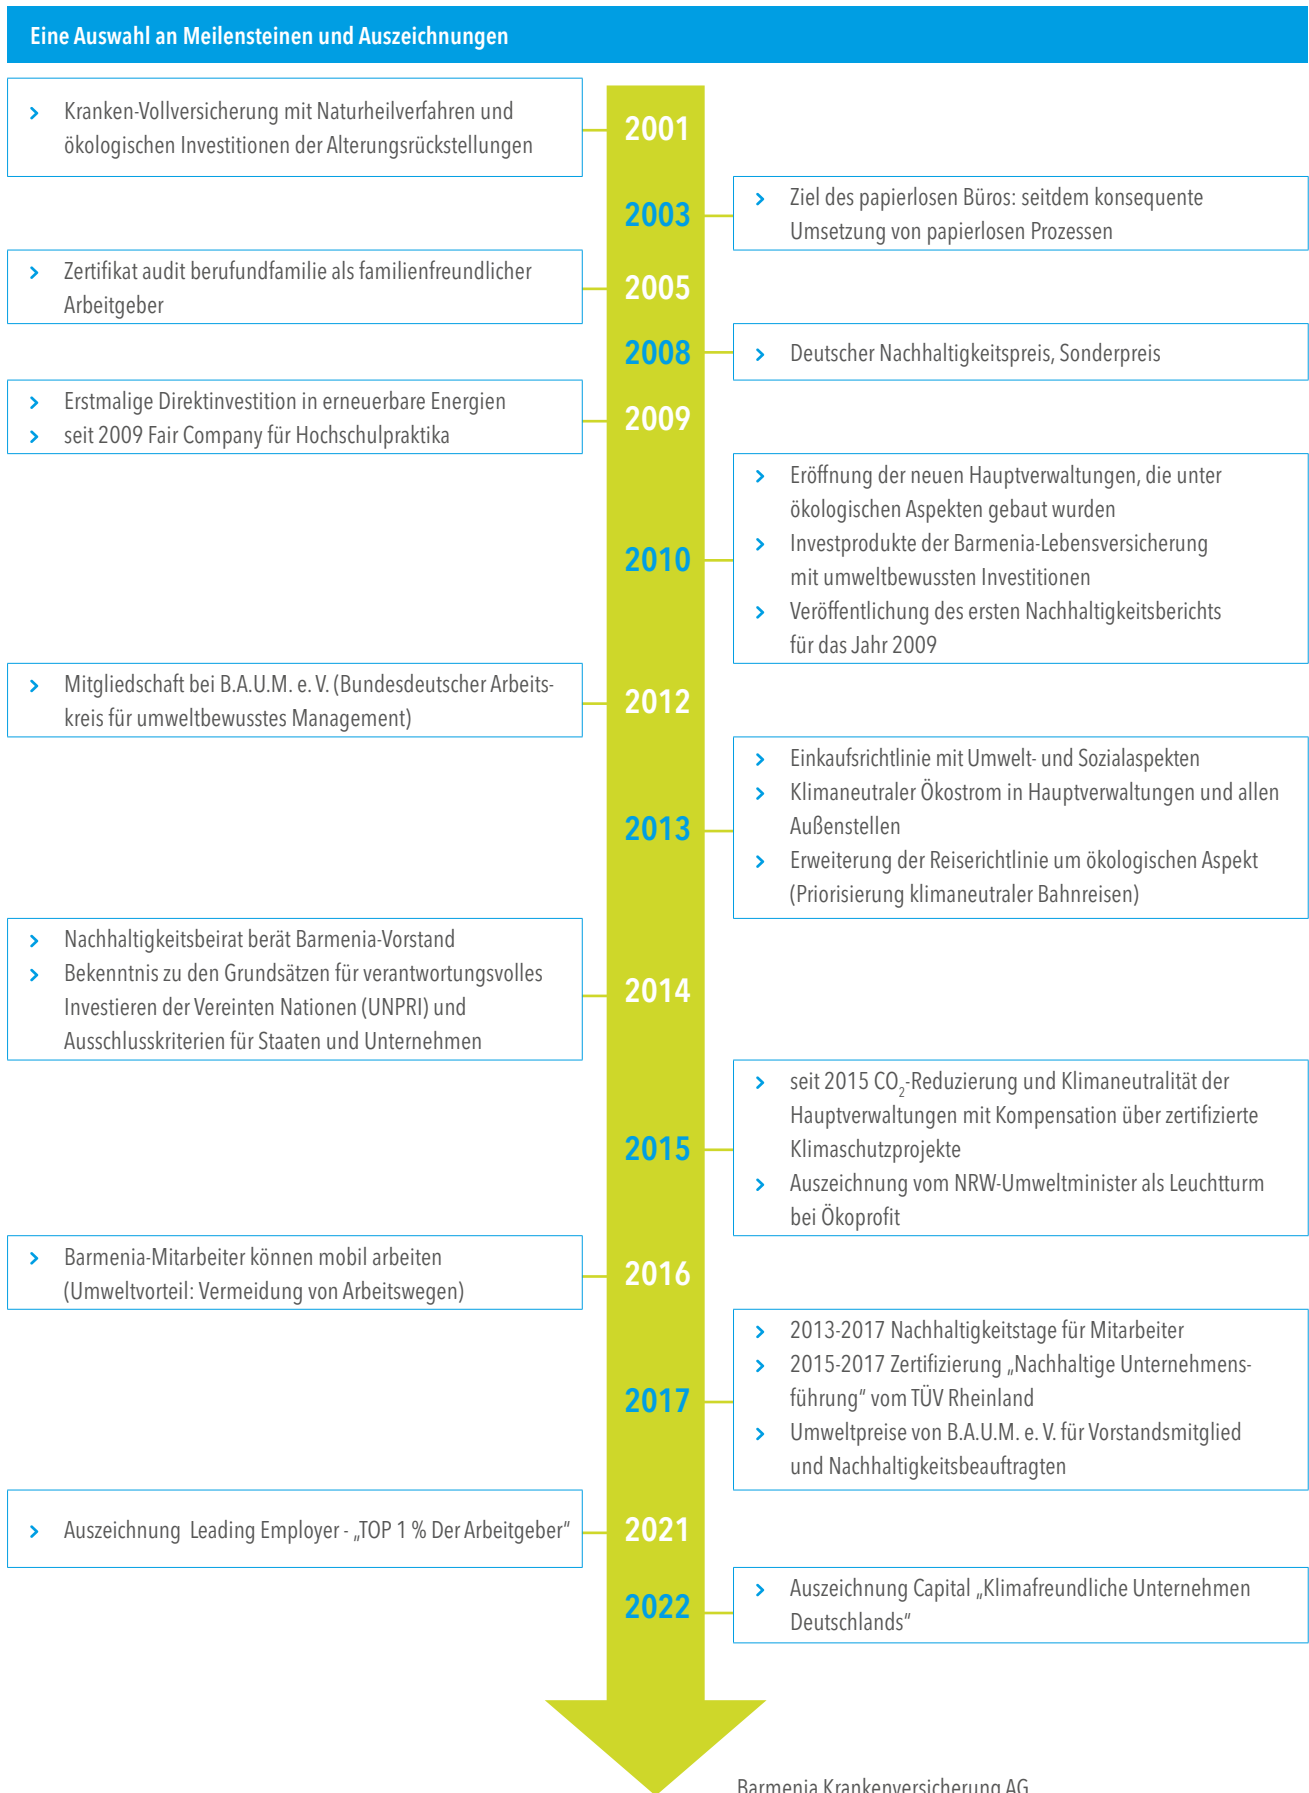 Eine Auswahl an Meilensteinen und Auszeichnungen
Kranken-Vollversicherung mit Naturheilverfahren und
ökologischen Investitionen der Alterungsrückstellungen
2001
2003
Ziel des papierlosen Büros: seitdem konsequente
Umsetzung von papierlosen Prozessen
Zertifikat audit berufundfamilie als familienfreundlicher
Arbeitgeber
2005
2008
Deutscher Nachhaltigkeitspreis, Sonderpreis
Erstmalige Direktinvestition in erneuerbare Energien
seit 2009 Fair Company für Hochschulpraktika
2009
2010
Eröffnung der neuen Hauptverwaltungen, die unter
ökologischen Aspekten gebaut wurden
Investprodukte der Barmenia-Lebensversicherung
mit umweltbewussten Investitionen
Veröffentlichung des ersten Nachhaltigkeitsberichts
für das Jahr 2009
Mitgliedschaft bei B.A.U.M. e. V. (Bundesdeutscher Arbeits-
kreis für umweltbewusstes Management)
2012
2013
Einkaufsrichtlinie mit Umwelt- und Sozialaspekten
Klimaneutraler Ökostrom in Hauptverwaltungen und allen
Außenstellen
Erweiterung der Reiserichtlinie um ökologischen Aspekt
(Priorisierung klimaneutraler Bahnreisen)
Nachhaltigkeitsbeirat berät Barmenia-Vorstand
Bekenntnis zu den Grundsätzen für verantwortungsvolles
Investieren der Vereinten Nationen (UNPRI) und
Ausschlusskriterien für Staaten und Unternehmen
2014
2015
seit 2015 CO₂-Reduzierung und Klimaneutralität der
Hauptverwaltungen mit Kompensation über zertifizierte
Klimaschutzprojekte
Auszeichnung vom NRW-Umweltminister als Leuchtturm
bei Ökoprofit
Barmenia-Mitarbeiter können mobil arbeiten
(Umweltvorteil: Vermeidung von Arbeitswegen)
2016
2017
2013-2017 Nachhaltigkeitstage für Mitarbeiter
2015-2017 Zertifizierung „Nachhaltige Unternehmens-
führung“ vom TÜV Rheinland
Umweltpreise von B.A.U.M. e. V. für Vorstandsmitglied
und Nachhaltigkeitsbeauftragten
Auszeichnung Leading Employer - „TOP 1 % Der Arbeitgeber“
2021
2022
Auszeichnung Capital „Klimafreundliche Unternehmen
Deutschlands“
Barmenia Krankenversicherung AG